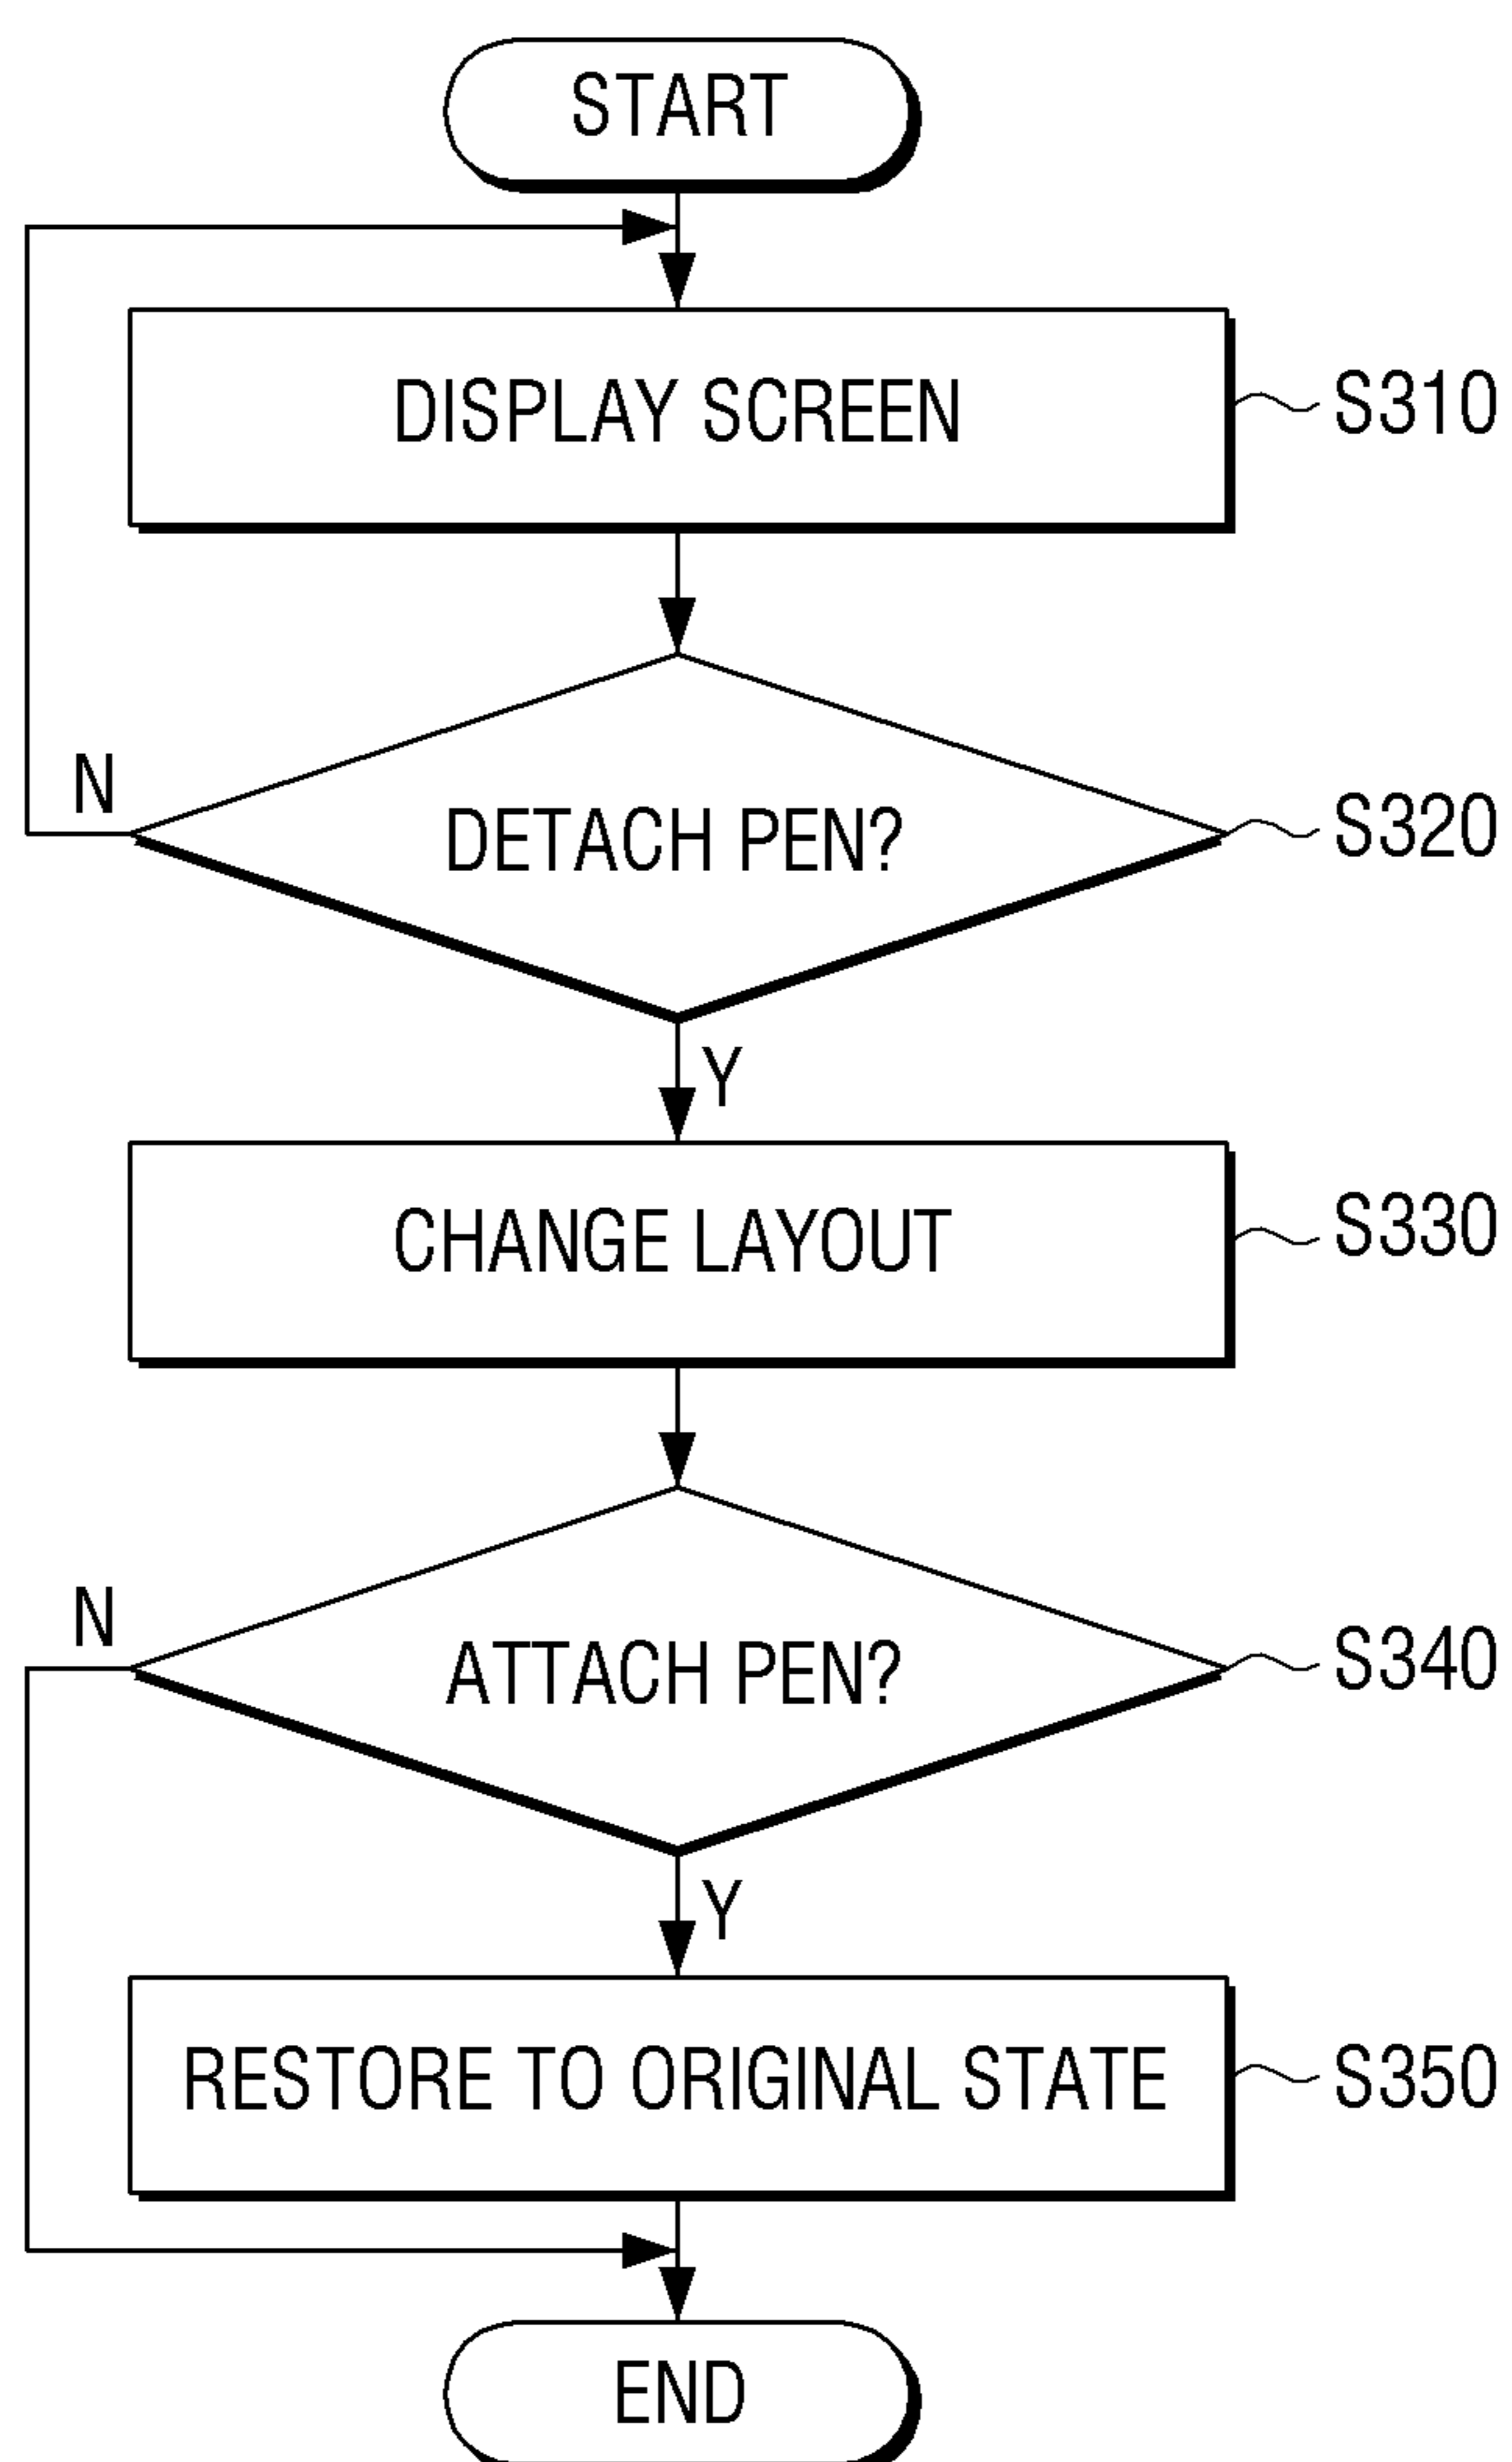 START
DISPLAY SCREEN
S310
N
DETACH PEN?
S320
Y
CHANGE LAYOUT
S330
N
ATTACH PEN?
S340
Y
RESTORE TO ORIGINAL STATE
S350
END